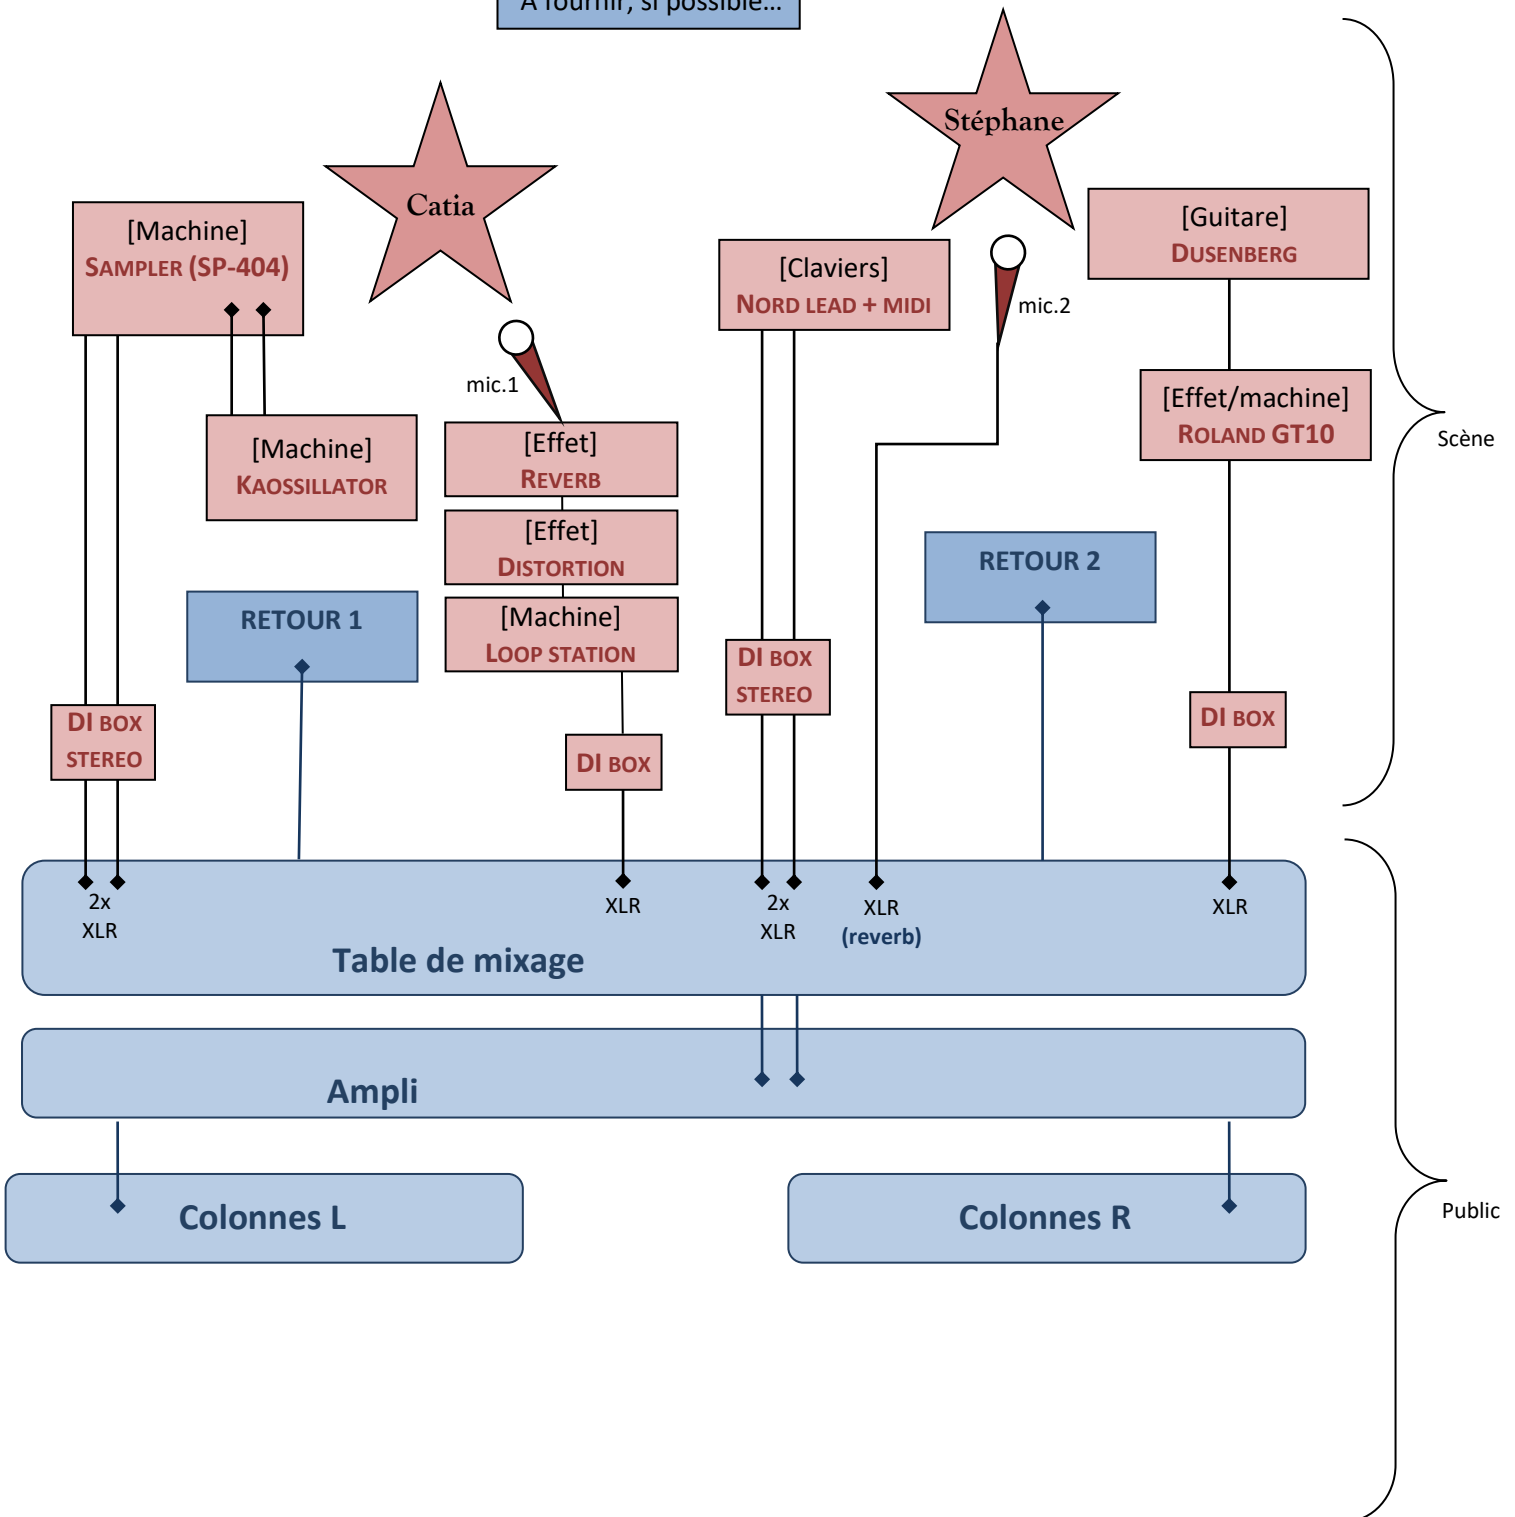 A fournir, si possible...
Stéphane
Catia
[Machine]
SAMPLER (SP-404)
[Guitare]
DUSENBERG
[Claviers]
NORD LEAD + MIDI
mic.2
mic.1
[Effet/machine]
ROLAND GT10
Scène
[Machine]
KAOSSILLATOR
[Effet]
REVERB
[Effet]
DISTORTION
[Machine]
LOOP STATION
RETOUR 2
RETOUR 1
DI BOX
STEREO
DI BOX
STEREO
DI BOX
DI BOX
2x
XLR
XLR
2x
XLR
XLR
(reverb)
XLR
Table de mixage
Ampli
Colonnes L
Colonnes R
Public